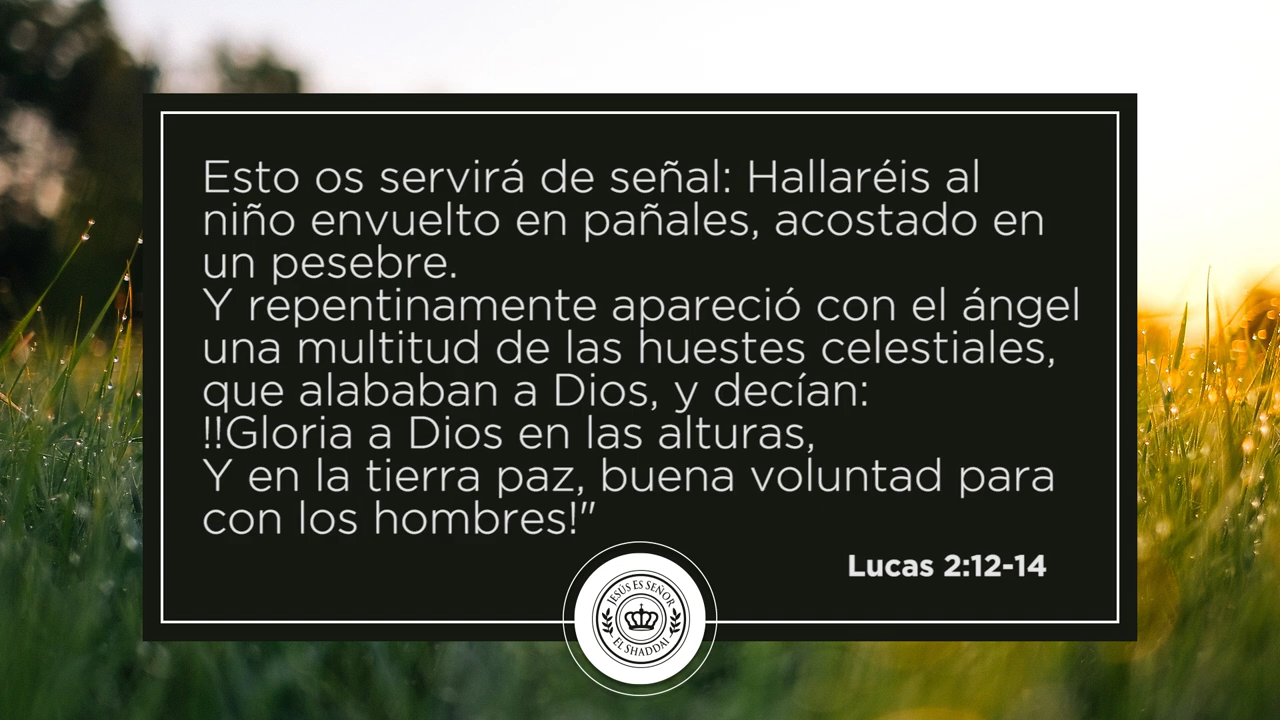 Esto os servirá de señal: Hallaréis al
niño envuelto en pañales, acostado en
un pesebre.
Y repentinamente apareció con el ángel
una multitud de las huestes celestiales,
que alababan a Dios, y decían:
!!Gloria a Dios en las alturas,
Y en la tierra paz, buena voluntad para
con los hombres!"
Lucas 2:12-14
JESÚS ES SEÑOR
EL SHADDAI